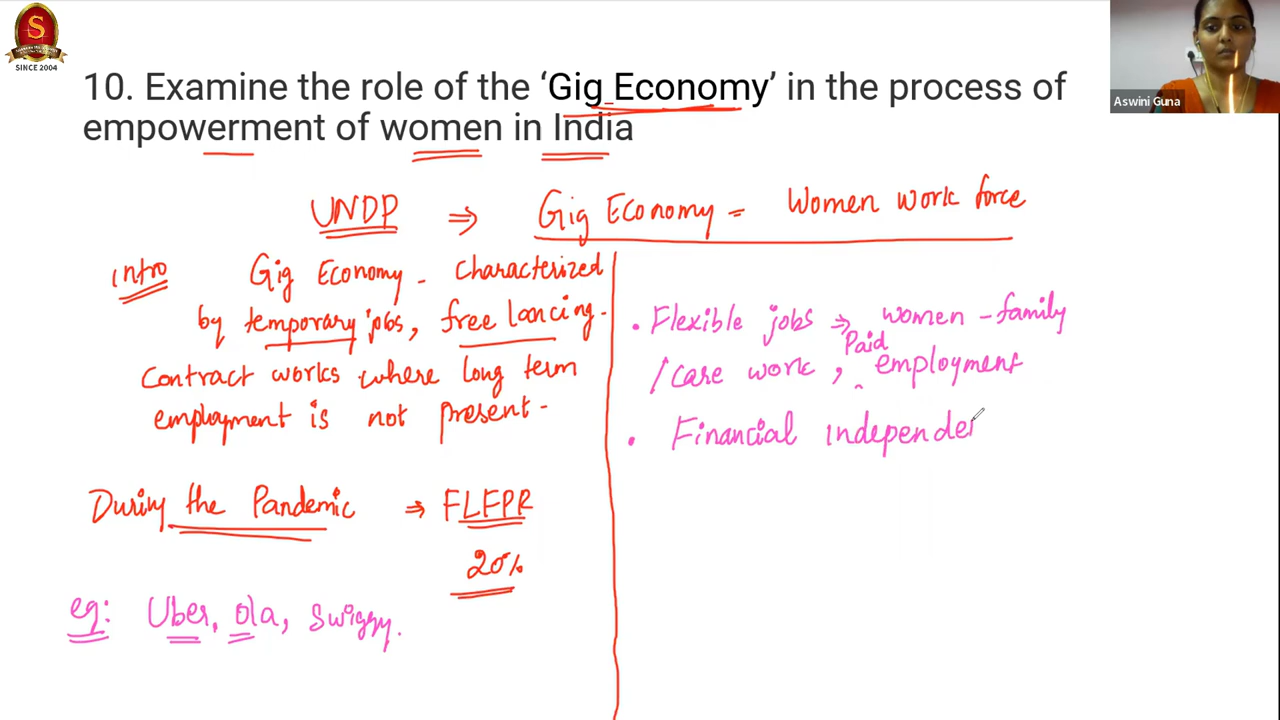 S
SINCE 2004
10. Examine the role of the ‘Gig Economy’ in the process of
empowerment of women in India
Aswini Guna
UNDP ⇒ Gig Economy = Women work force
intro Gig Economy - characterized
by temporary jobs, free lancing.
contract works where long term
employment is not present.
During the Pandemic ⇒ FLFPR
20%
eg: Uber, Ola, Swiggy.
• Flexible jobs ⇒ women - family
/care work, Paid employment
• Financial independen